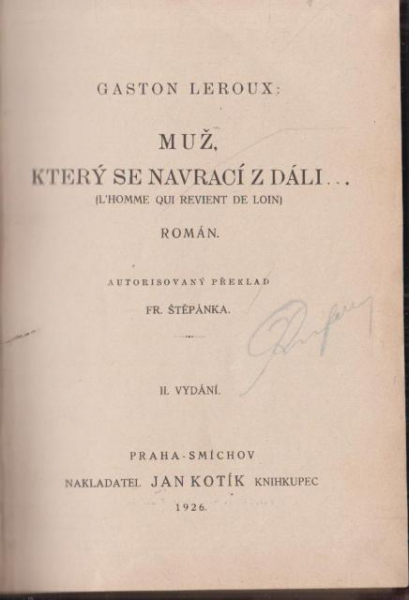 GASTON LEROUX:
MUŽ,
KTERÝ SE NAVRACÍ Z DÁLI...
(L'HOMME QUI REVIENT DE LOIN)
ROMÁN.
AUTORISOVANÝ PŘEKLAD
FR. ŠTĚPÁNKA.
II. VYDÁNÍ.
PRAHA-SMÍCHOV
NAKLADATEL JAN KOTÍK KNIHKUPEC
1926.